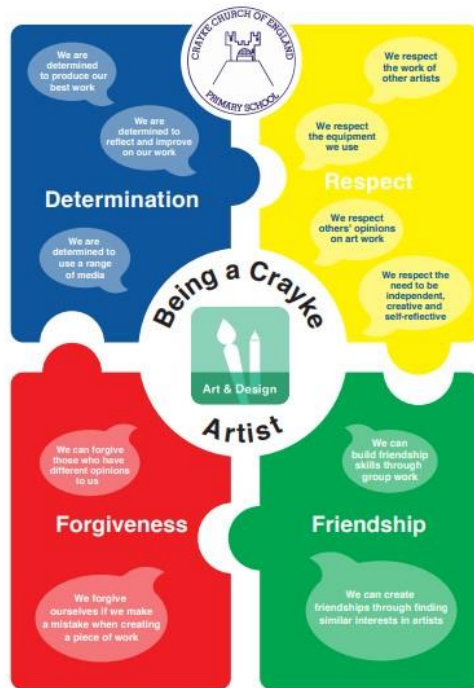 CRAYKE CHURCH OF ENGLAND
PRIMARY SCHOOL
We are
determined
to produce our
best work
We are
determined to
reflect and improve
on our work
Determination
We are
determined to
use a range
of media
We respect
the work of
other artists
We respect
the equipment
we use
Respect
We respect
others' opinions
on art work
We respect the
need to be
independent,
creative and
self-reflective
Being a Crayke
Art & Design
Artist
We can forgive
those who have
different opinions
to us
Forgiveness
We forgive
ourselves if we make
a mistake when creating
a piece of work
We can
build friendship
skills through
group work
Friendship
We can create
friendships through finding
similar interests in artists